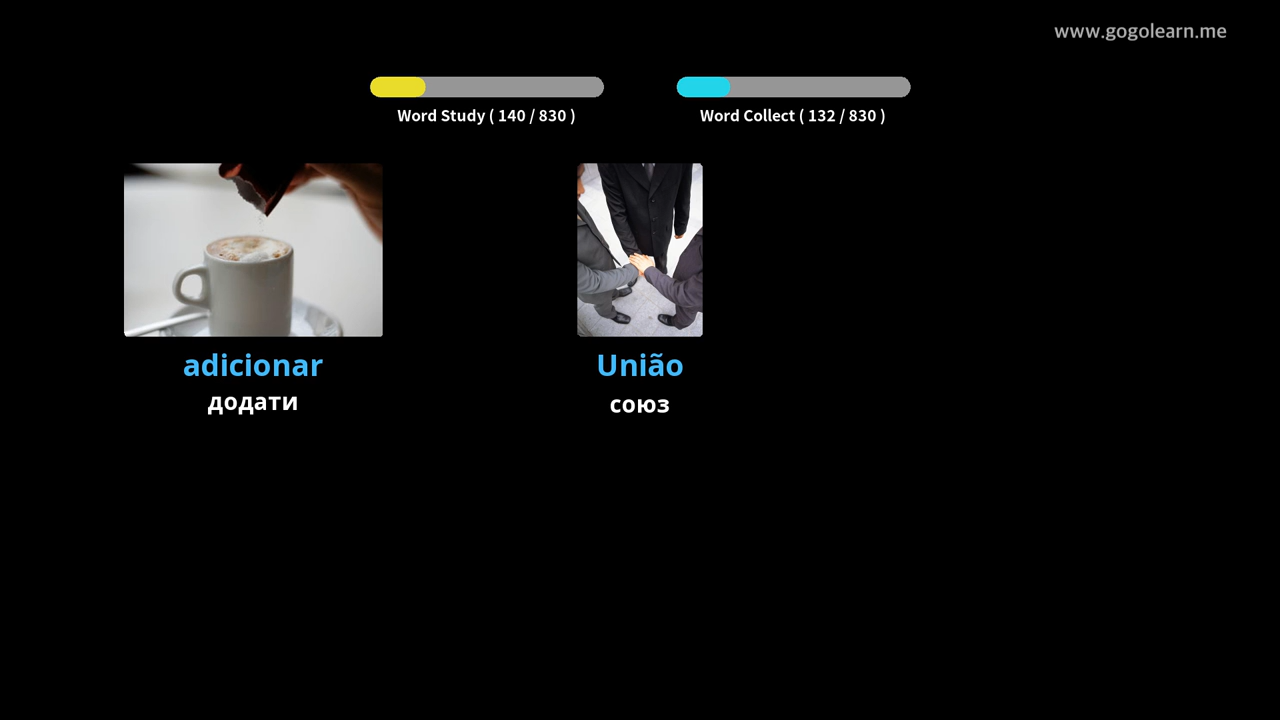 www.gogolearn.me
Word Study ( 140 / 830 )
Word Collect ( 132 / 830 )
adicionar
додати
União
союз